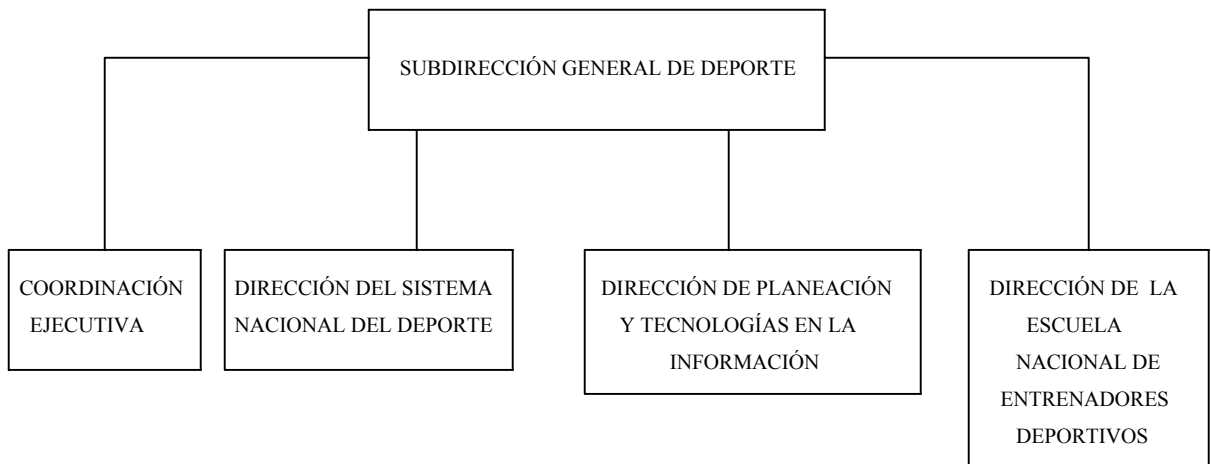 SUBDIRECCIÓN GENERAL DE DEPORTE
COORDINACIÓN
EJECUTIVA
DIRECCIÓN DEL SISTEMA
NACIONAL DEL DEPORTE
DIRECCIÓN DE PLANEACIÓN
Y TECNOLOGÍAS EN LA
INFORMACIÓN
DIRECCIÓN DE LA
ESCUELA
NACIONAL DE
ENTRENADORES
DEPORTIVOS